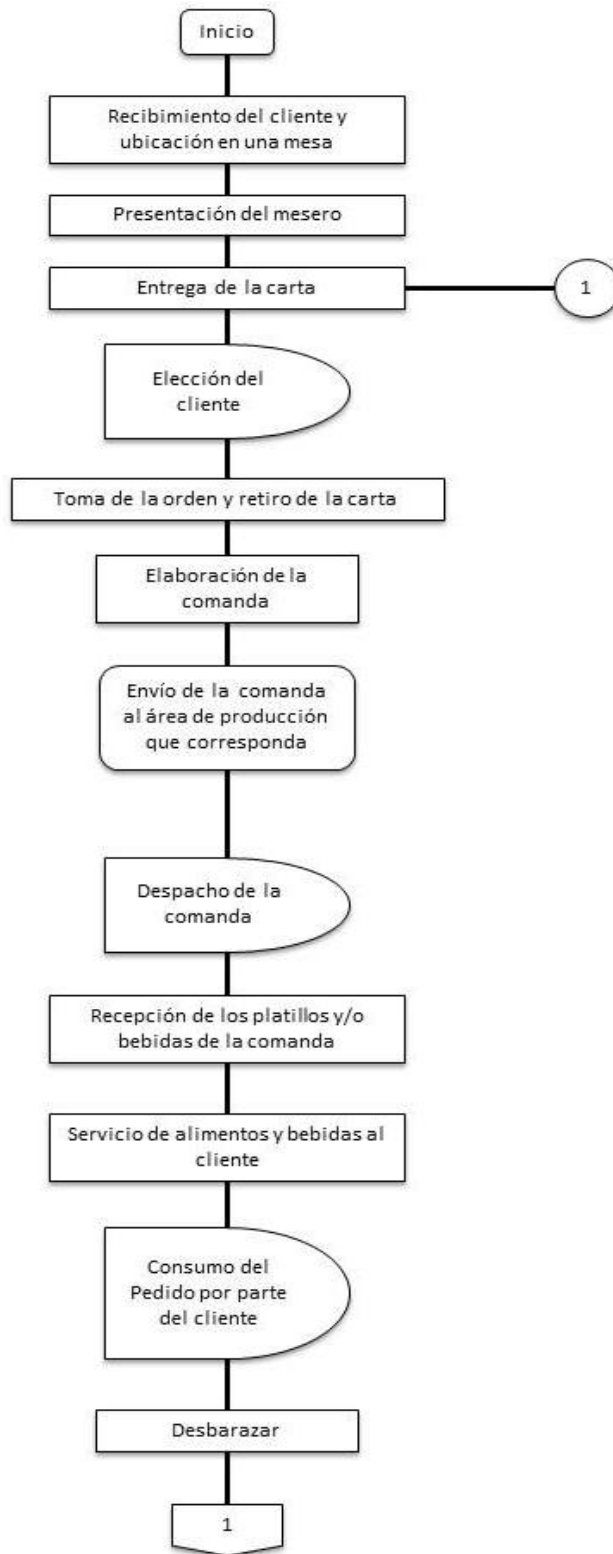 Inicio
Recibimiento del cliente y
ubicación en una mesa
Presentación del mesero
Entrega de la carta
1
Elección del
cliente
Toma de la orden y retiro de la carta
Elaboración de la
comanda
Envío de la comanda
al área de producción
que corresponda
Despacho de la
comanda
Recepción de los platillos y/o
bebidas de la comanda
Servicio de alimentos y bebidas al
cliente
Consumo del
Pedido por parte
del cliente
Desbarazar
1